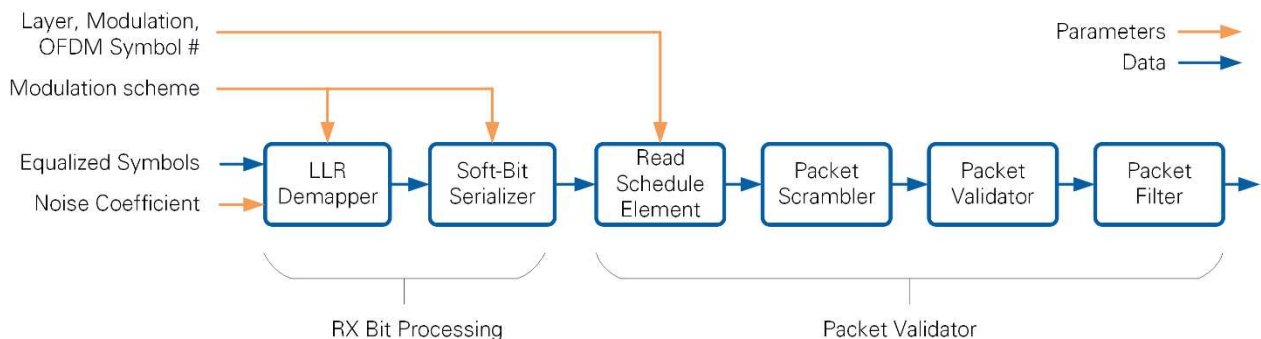 Layer, Modulation,
OFDM Symbol #
Parameters
Data
Modulation scheme
Equalized Symbols
Noise Coefficient
LLR
Demapper
Soft-Bit
Serializer
Read
Schedule
Element
Packet
Scrambler
Packet
Validator
Packet
Filter
RX Bit Processing
Packet Validator